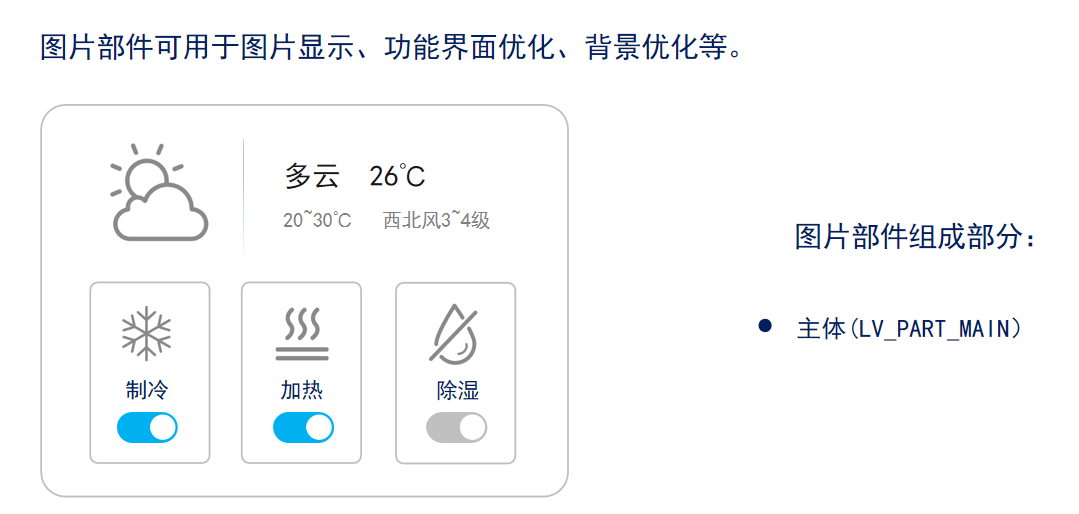 图片部件可用于图片显示、功能界面优化、背景优化等。
多云 26℃
20~30℃ 西北风3~4级
图片部件组成部分：
主体(LV_PART_MAIN)
制冷 加热 除湿